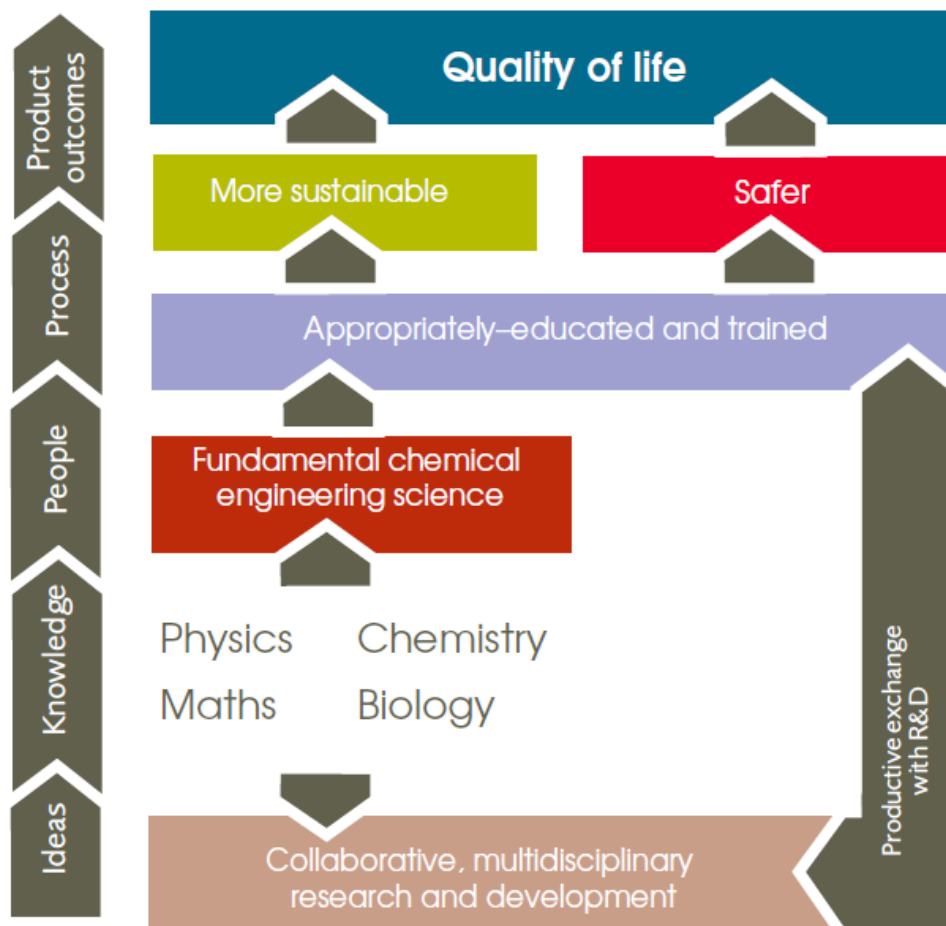 Product
outcomes
Process
People
Knowledge
Ideas
Quality of life
More sustainable
Safer
Appropriately–educated and trained
Fundamental chemical
engineering science
Physics Chemistry
Maths Biology
Collaborative, multidisciplinary
research and development
Productive exchange
with R&D